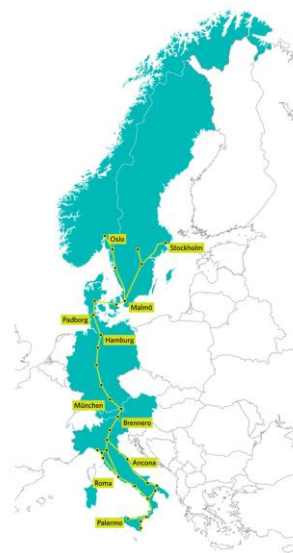 Oslo
Stockholm
Malmö
Padborg
Hamburg
München
Brennero
Ancona
Roma
Palermo